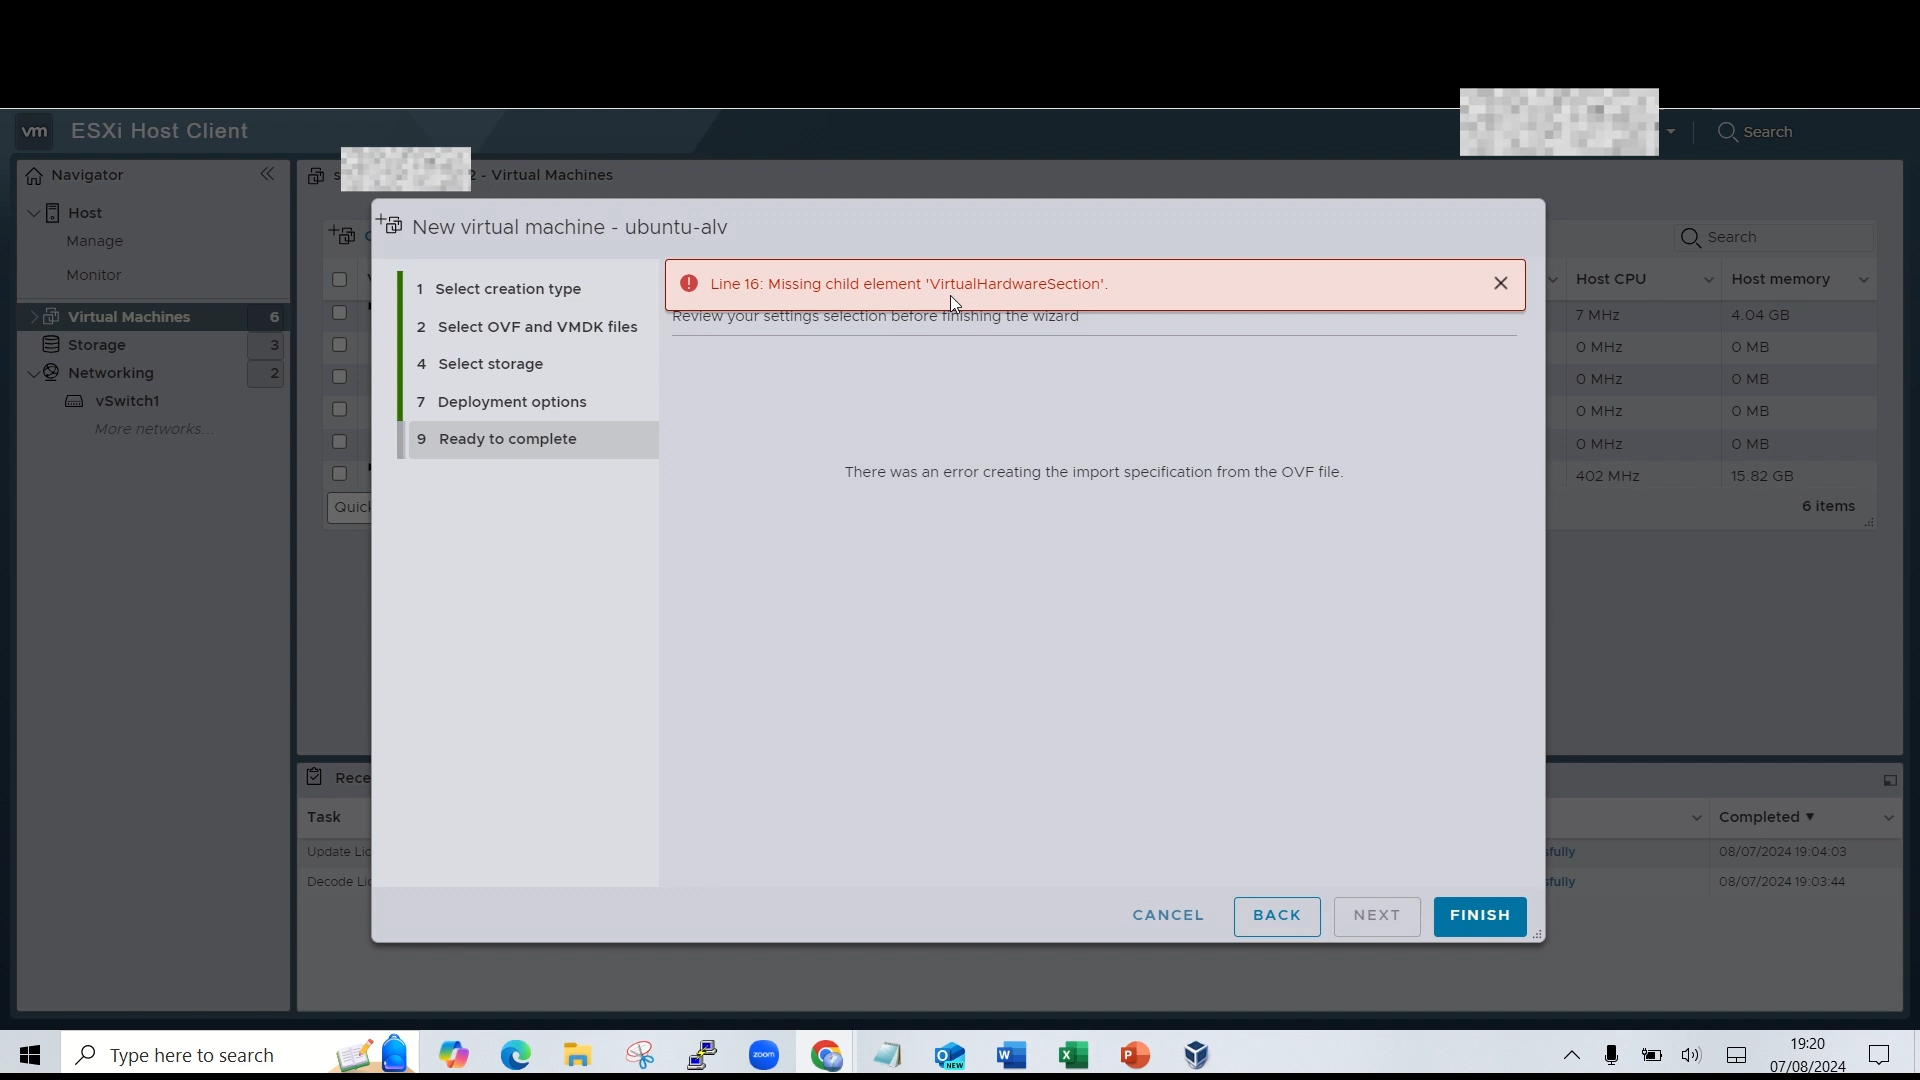 vm ESXi Host Client
Search
Navigator
2 - Virtual Machines
Host
Manage
Monitor
Virtual Machines 6
Storage 3
Networking 2
vSwitch1
More networks...
New virtual machine - ubuntu-alv
1 Select creation type
2 Select OVF and VMDK files
4 Select storage
7 Deployment options
9 Ready to complete
Line 16: Missing child element 'VirtualHardwareSection'.
Review your settings selection before finishing the wizard
There was an error creating the import specification from the OVF file.
CANCEL BACK NEXT FINISH
Search
Host CPU Host memory
7 MHz 4.04 GB
0 MHz 0 MB
0 MHz 0 MB
0 MHz 0 MB
0 MHz 0 MB
402 MHz 15.82 GB
Quick
6 items
Rece
Task Completed ▼
Update Lic sfully 08/07/2024 19:04:03
Decode Lic sfully 08/07/2024 19:03:44
Type here to search
zoom
NEW
19:20
07/08/2024